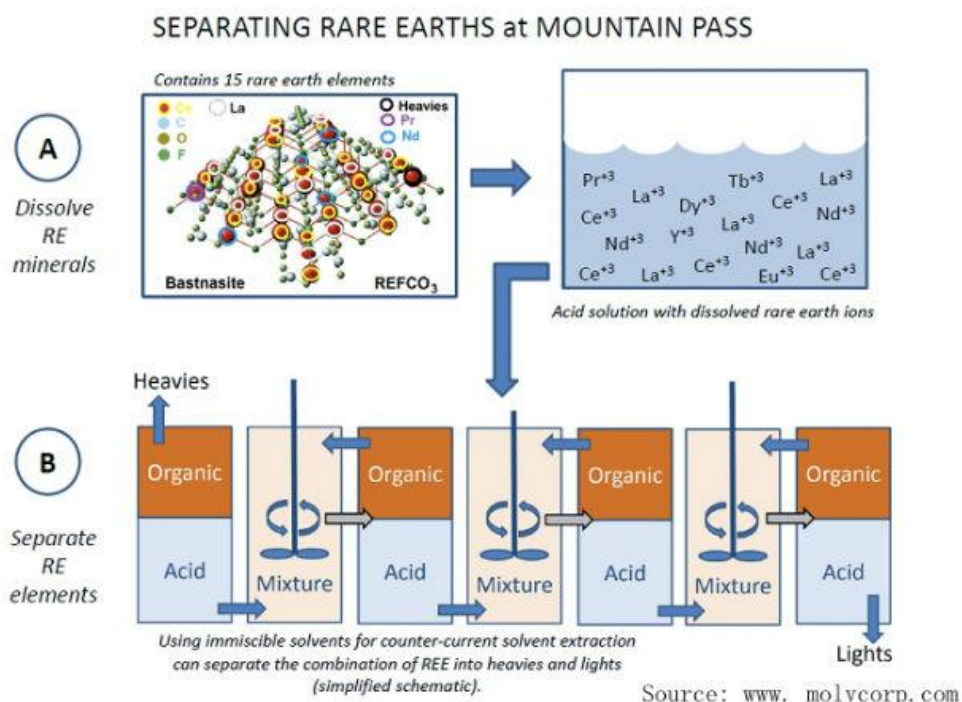 SEPARATING RARE EARTHS at MOUNTAIN PASS
Contains 15 rare earth elements
Ce La Heavies
C Pr
O Nd
F
Bastnasite REFCO₃
A
Dissolve
RE
minerals
Pr⁺³ Tb⁺³ La⁺³
La⁺³ Dy⁺³ Ce⁺³
Ce⁺³ La⁺³ Nd⁺³
Nd⁺³ Y⁺³ Nd⁺³ La⁺³
Ce⁺³ La⁺³ Ce⁺³ Eu⁺³ Ce⁺³
Acid solution with dissolved rare earth ions
Heavies
B
Separate
RE
elements
Organic Organic Organic Organic
Acid Mixture Acid Mixture Acid Mixture Acid
Using immiscible solvents for counter-current solvent extraction
can separate the combination of REE into heavies and lights
(simplified schematic).
Lights
Source: www. molycorp.com